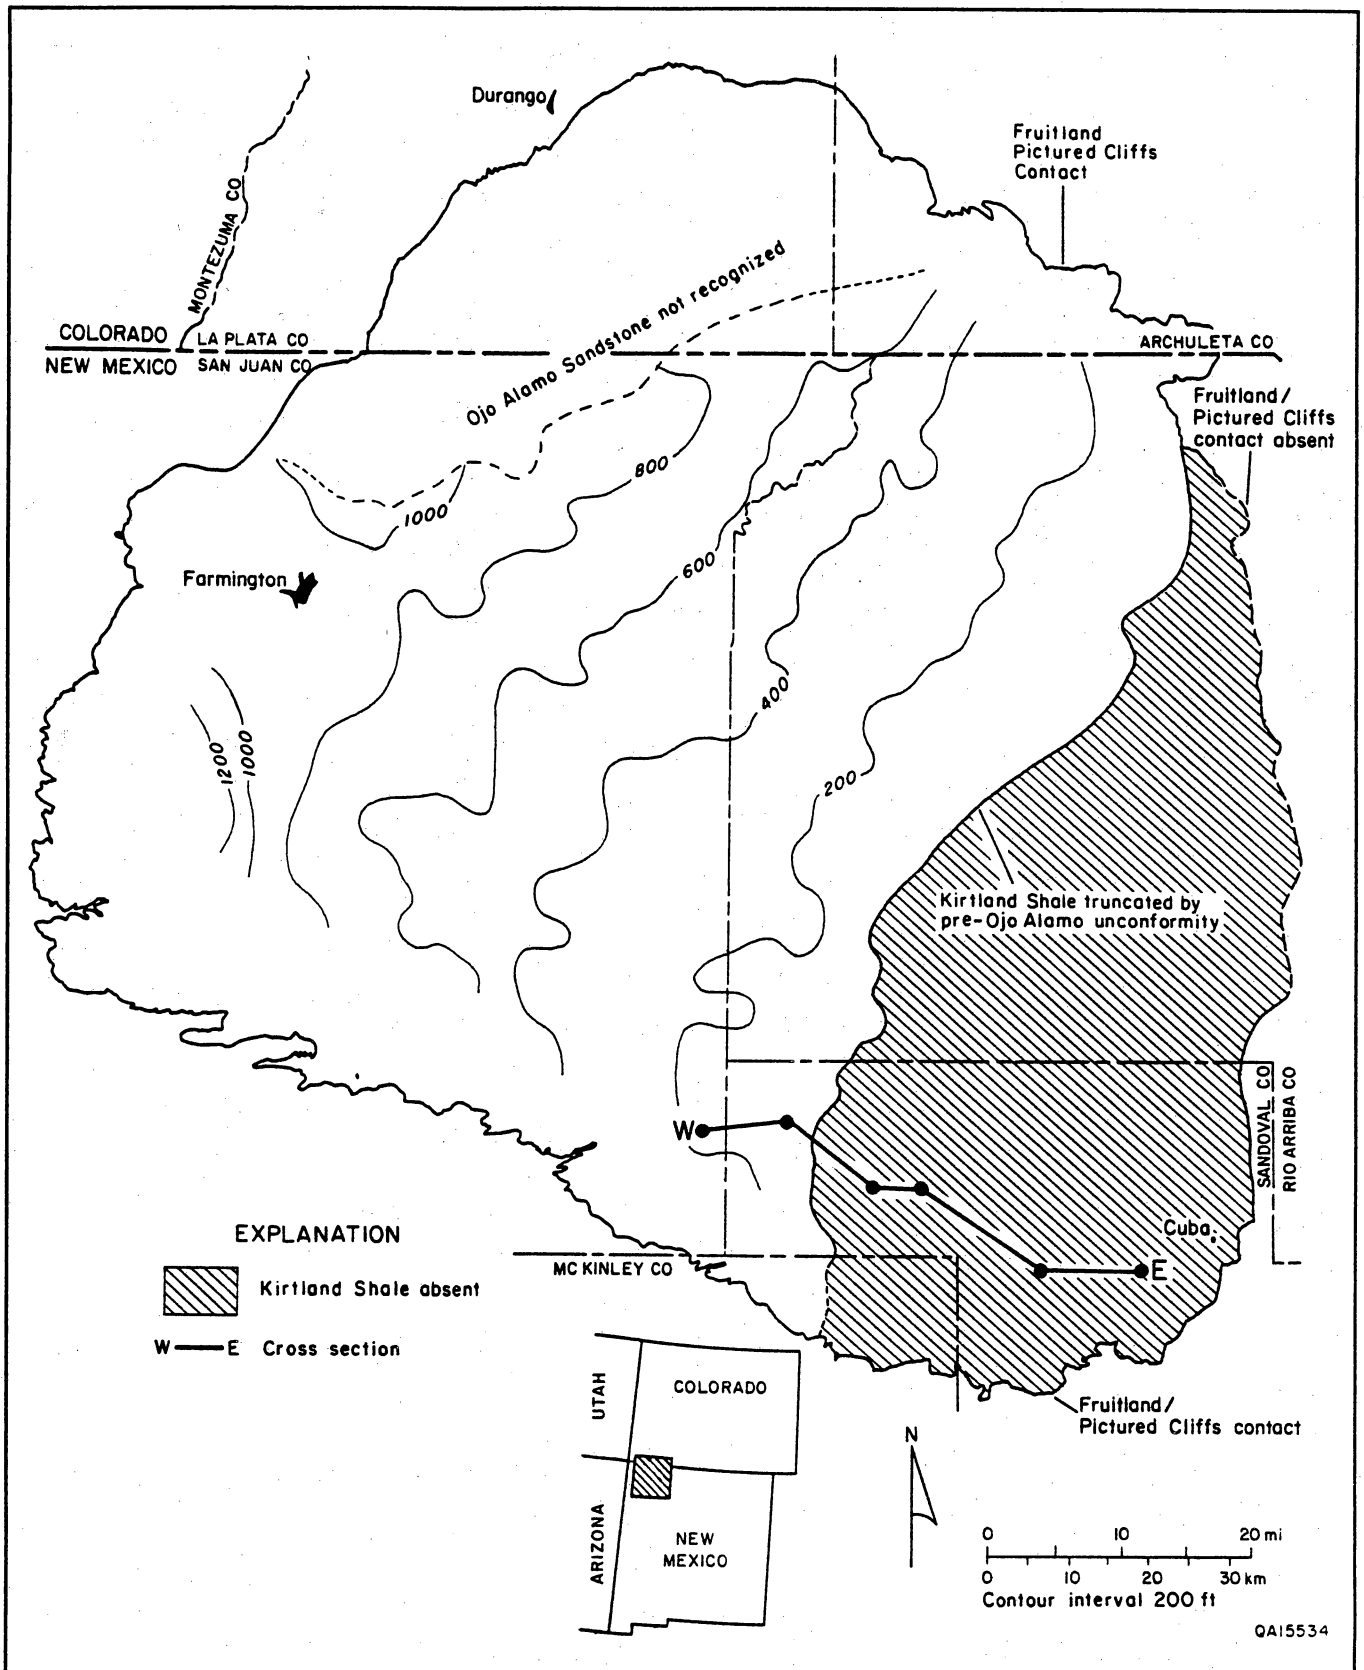 Durango
Fruitland
Pictured Cliffs
Contact
MONTEZUMA CO
Ojo Alamo Sandstone not recognized
COLORADO
LA PLATA CO
ARCHULETA CO
NEW MEXICO
SAN JUAN CO
Fruitland/
Pictured Cliffs
contact absent
800
1000
600
Farmington
400
1200
1000
200
Kirtland Shale truncated by
pre-Ojo Alamo unconformity
SANDOVAL CO
RIO ARRIBA CO
W
Cuba
E
EXPLANATION
MC KINLEY CO
Kirtland Shale absent
W E Cross section
UTAH
COLORADO
Fruitland/
Pictured Cliffs contact
N
ARIZONA
NEW
MEXICO
0 10 20 mi
0 10 20 30 km
Contour interval 200 ft
QA15534